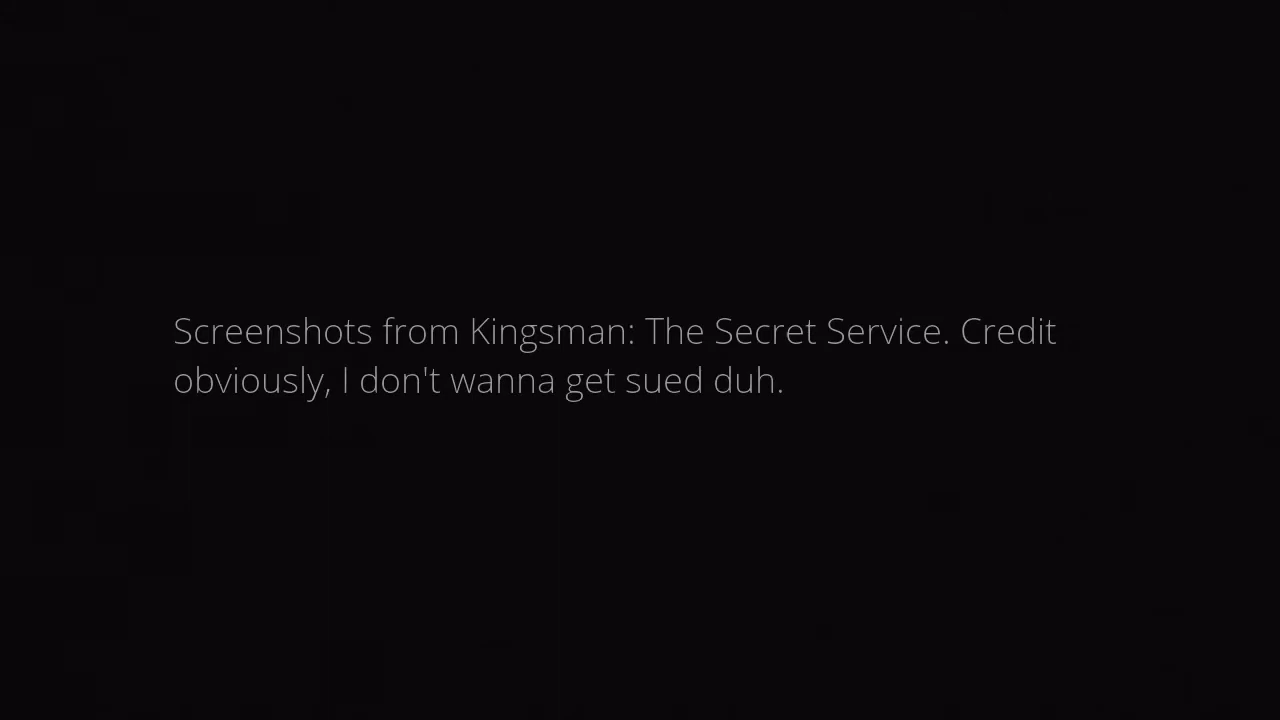 Screenshots from Kingsman: The Secret Service. Credit
obviously, I don't wanna get sued duh.